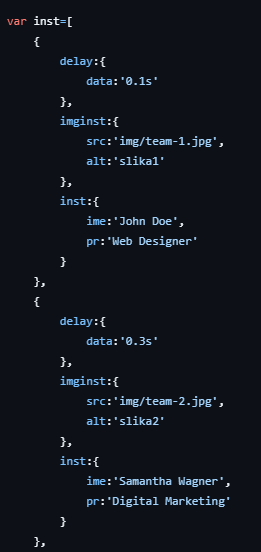 var inst=[
    {
        delay:{
            data:'0.1s'
        },
        imginst:{
            src:'img/team-1.jpg',
            alt:'slika1'
        },
        inst:{
            ime:'John Doe',
            pr:'Web Designer'
        }
    },
    {
        delay:{
            data:'0.3s'
        },
        imginst:{
            src:'img/team-2.jpg',
            alt:'slika2'
        },
        inst:{
            ime:'Samantha Wagner',
            pr:'Digital Marketing'
        }
    },